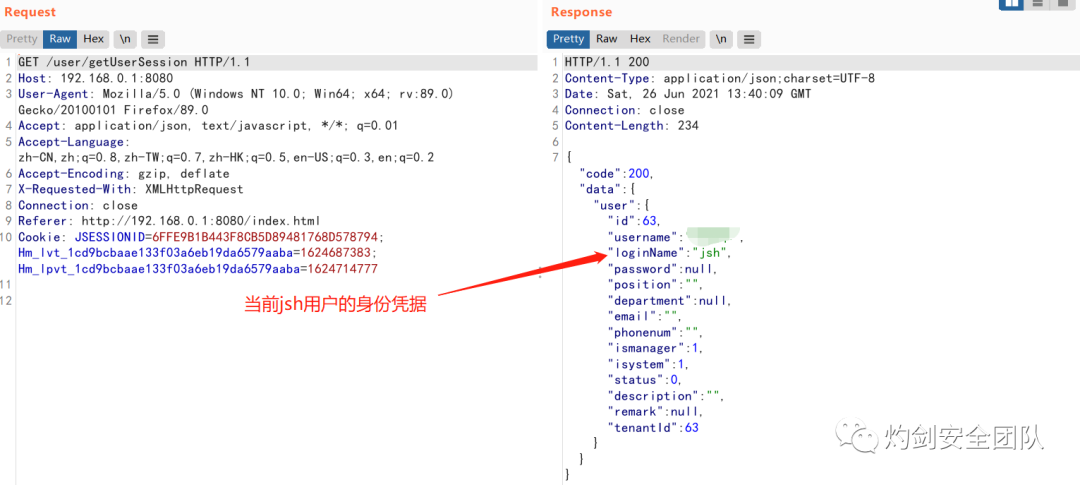 Request
Response
Pretty Raw Hex \n
Pretty Raw Hex Render \n
1 GET /user/getUserSession HTTP/1.1
2 Host: 192.168.0.1:8080
3 User-Agent: Mozilla/5.0 (Windows NT 10.0; Win64; x64; rv:89.0)
Gecko/20100101 Firefox/89.0
4 Accept: application/json, text/javascript, */*; q=0.01
5 Accept-Language:
zh-CN,zh;q=0.8,zh-TW;q=0.7,zh-HK;q=0.5,en-US;q=0.3,en;q=0.2
6 Accept-Encoding: gzip, deflate
7 X-Requested-With: XMLHttpRequest
8 Connection: close
9 Referer: http://192.168.0.1:8080/index.html
10 Cookie: JSESSIONID=6FFE9B1B443F8CB5D89481768D578794;
Hm_lvt_1cd9bcbaae133f03a6eb19da6579aaba=1624687383;
Hm_lpvt_1cd9bcbaae133f03a6eb19da6579aaba=1624714777
11
12
当前jsh用户的身份凭据
1 HTTP/1.1 200
2 Content-Type: application/json;charset=UTF-8
3 Date: Sat, 26 Jun 2021 13:40:09 GMT
4 Connection: close
5 Content-Length: 234
6
7 {
"code":200,
"data":{
"user":{
"id":63,
"username":
"loginName":"jsh",
"password":null,
"position":"",
"department":null,
"email":"",
"phonenum":"",
"ismanager":1,
"isystem":1,
"status":0,
"description":"",
"remark":null,
"tenantId":63
}
}
}
灼剑安全团队